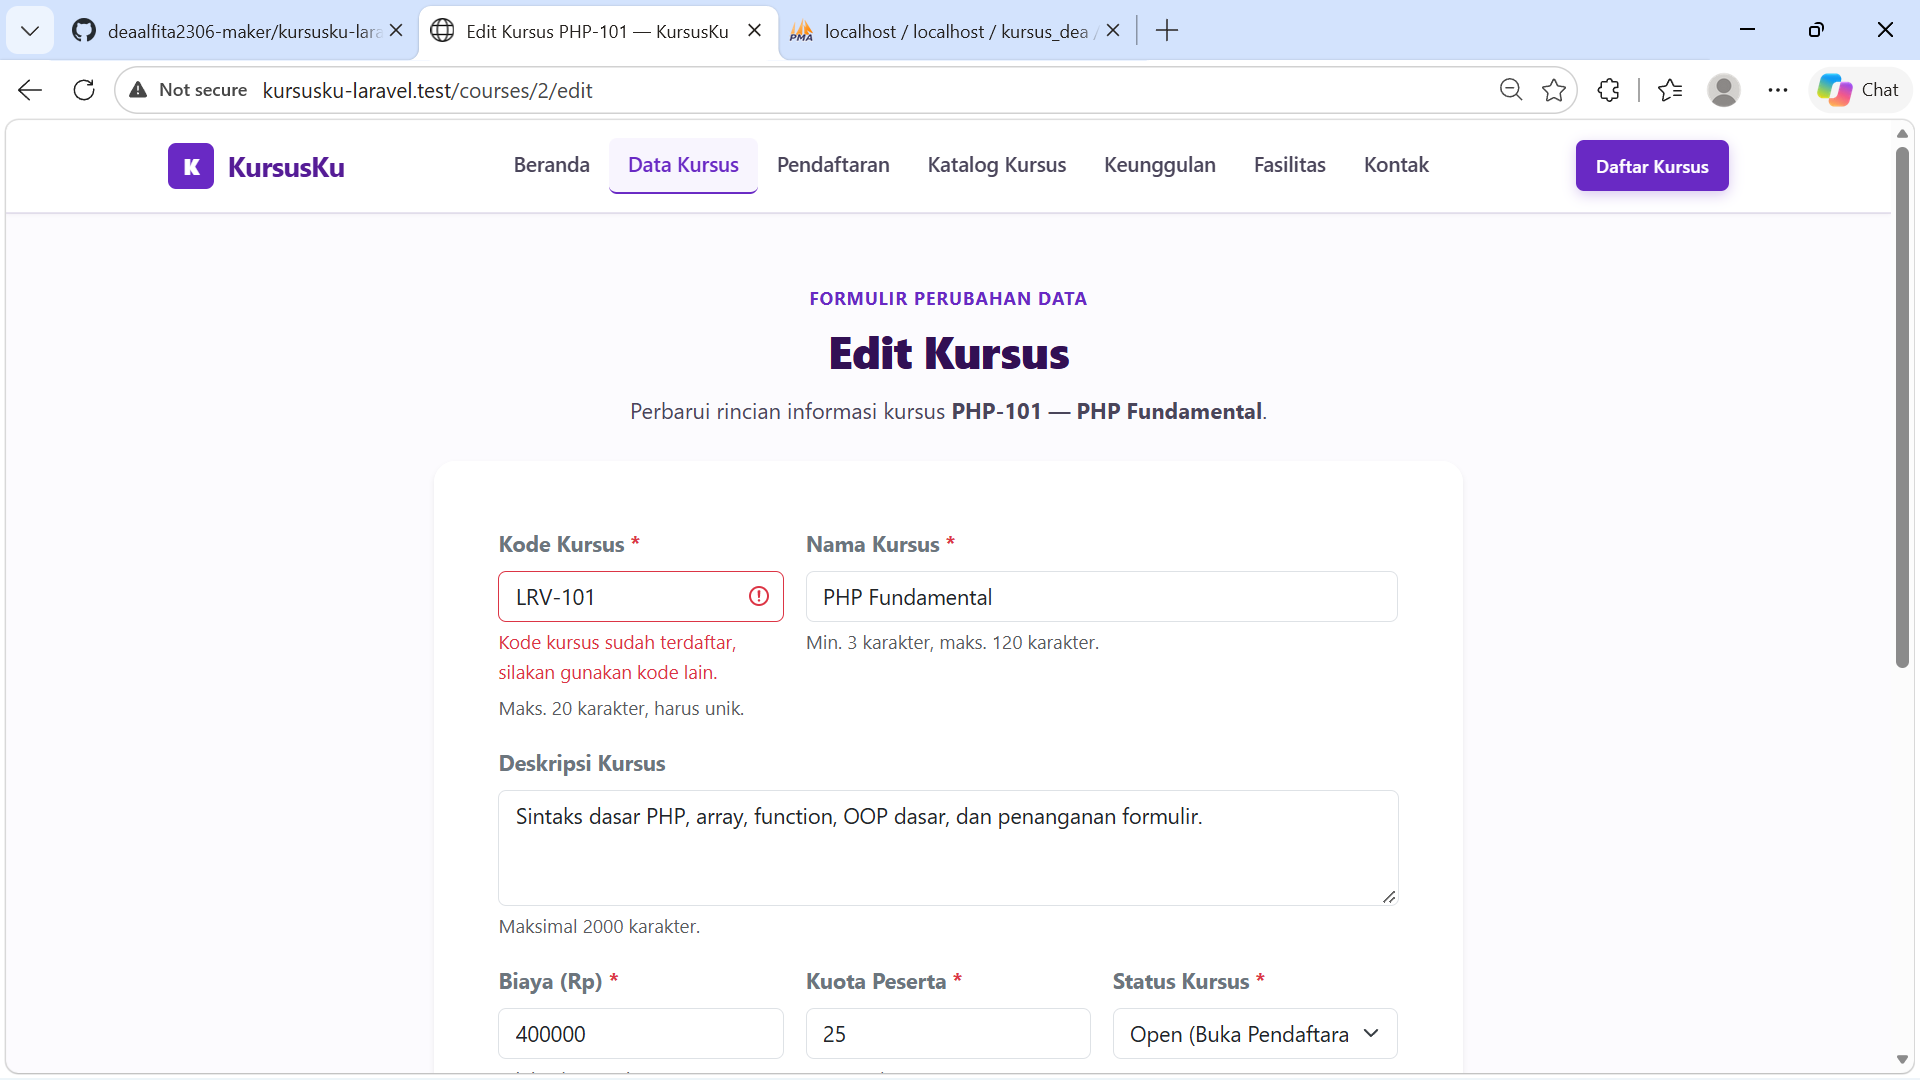 deaalfita2306-maker/kursusku-lara
Edit Kursus PHP-101 — KursusKu
localhost / localhost / kursus_dea /
Not secure kursusku-laravel.test/courses/2/edit
Chat
K KursusKu Beranda Data Kursus Pendaftaran Katalog Kursus Keunggulan Fasilitas Kontak Daftar Kursus
FORMULIR PERUBAHAN DATA
Edit Kursus
Perbarui rincian informasi kursus PHP-101 — PHP Fundamental.
Kode Kursus * Nama Kursus *
LRV-101 PHP Fundamental
Kode kursus sudah terdaftar, Min. 3 karakter, maks. 120 karakter.
silakan gunakan kode lain.
Maks. 20 karakter, harus unik.
Deskripsi Kursus
Sintaks dasar PHP, array, function, OOP dasar, dan penanganan formulir.
Maksimal 2000 karakter.
Biaya (Rp) * Kuota Peserta * Status Kursus *
400000 25 Open (Buka Pendaftara